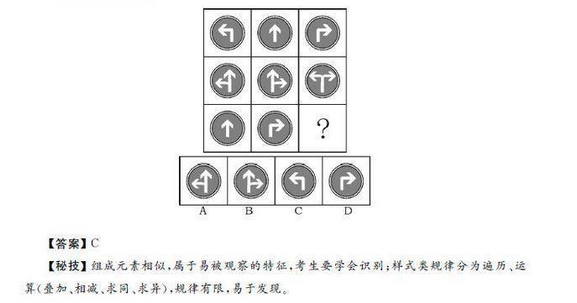 ?
A B C D
【答案】C
【秘技】组成元素相似,属于易被观察的特征,考生要学会识别;样式类规律分为遍历、运
算(叠加、相减、求同、求异),规律有限,易于发现。